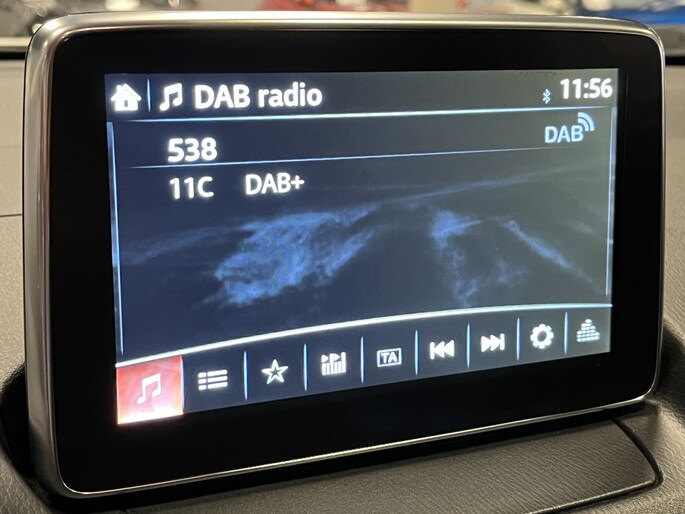 DAB radio 11:56
538 DAB
11C DAB+
TA